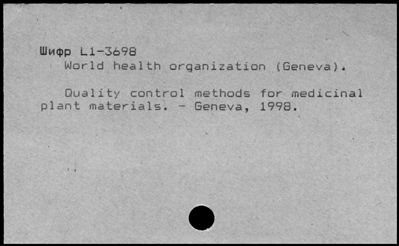 Шифр L1-3698
World health organization (Geneva).
Quality control methods for medicinal
plant materials. - Geneva, 1998.